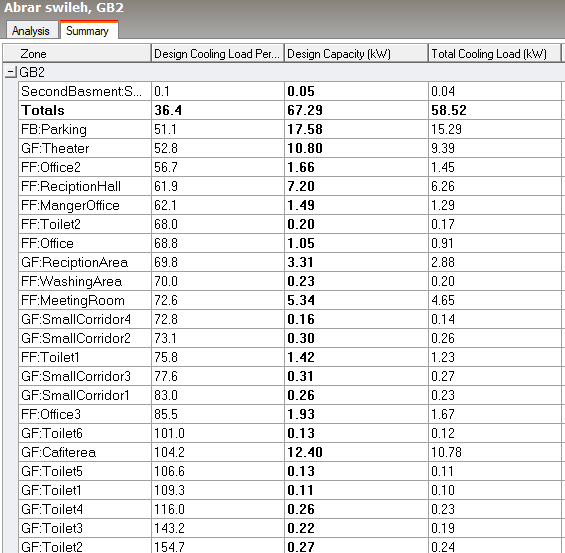 Abrar swileh, GB2
Analysis Summary
Zone Design Cooling Load Per... Design Capacity (kW) Total Cooling Load (kW)
GB2
SecondBasment:S... 0.1 0.05 0.04
Totals 36.4 67.29 58.52
FB:Parking 51.1 17.58 15.29
GF:Theater 52.8 10.80 9.39
FF:Office2 56.7 1.66 1.45
FF:ReciptionHall 61.9 7.20 6.26
FF:MangerOffice 62.1 1.49 1.29
FF:Toilet2 68.0 0.20 0.17
FF:Office 68.8 1.05 0.91
GF:ReciptionArea 69.8 3.31 2.88
FF:WashingArea 70.0 0.23 0.20
FF:MeetingRoom 72.6 5.34 4.65
GF:SmallCorridor4 72.8 0.16 0.14
GF:SmallCorridor2 73.1 0.30 0.26
FF:Toilet1 75.8 1.42 1.23
GF:SmallCorridor3 77.6 0.31 0.27
GF:SmallCorridor1 83.0 0.26 0.23
FF:Office3 85.5 1.93 1.67
GF:Toilet6 101.0 0.13 0.12
GF:Cafiterea 104.2 12.40 10.78
GF:Toilet5 106.6 0.13 0.11
GF:Toilet1 109.3 0.11 0.10
GF:Toilet4 116.0 0.26 0.23
GF:Toilet3 143.2 0.22 0.19
GF:Toilet2 154.7 0.27 0.24